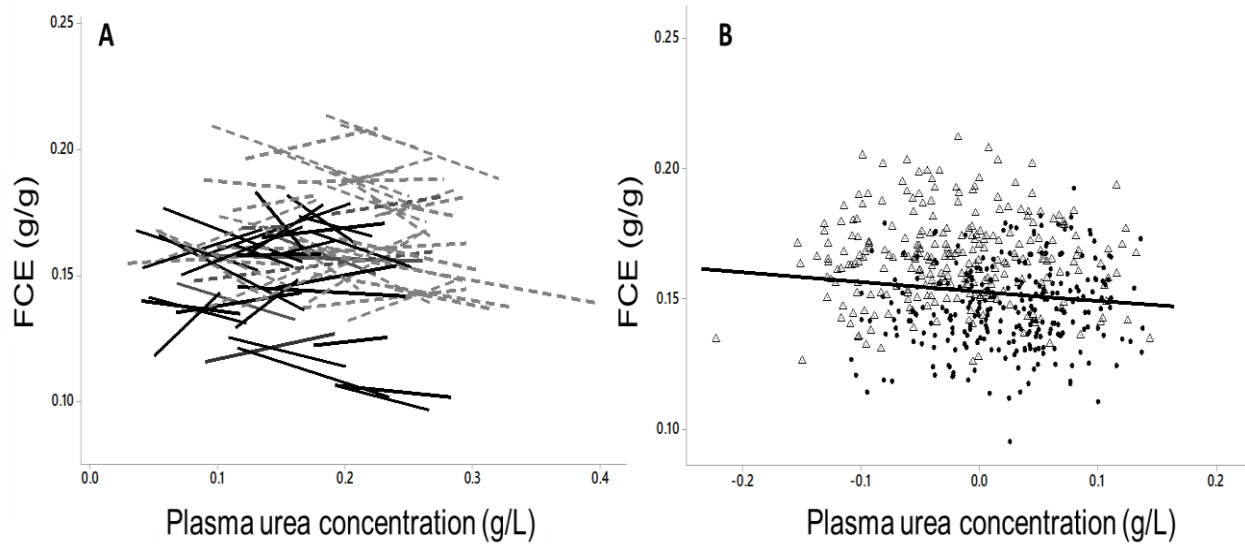 A
FCE (g/g)
0.25
0.20
0.15
0.10
0.0 0.1 0.2 0.3 0.4
Plasma urea concentration (g/L)
B
FCE (g/g)
0.25
0.20
0.15
0.10
-0.2 -0.1 0.0 0.1 0.2
Plasma urea concentration (g/L)